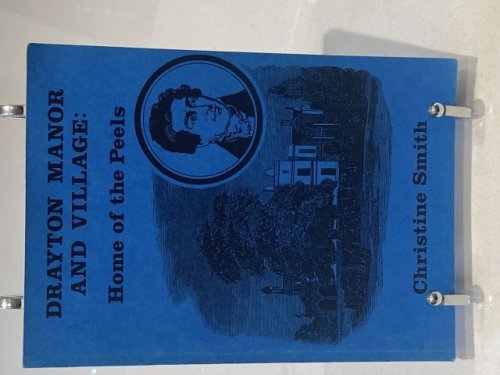 DRAYTON MANOR
AND VILLAGE:
Home of the Peels
Christine Smith